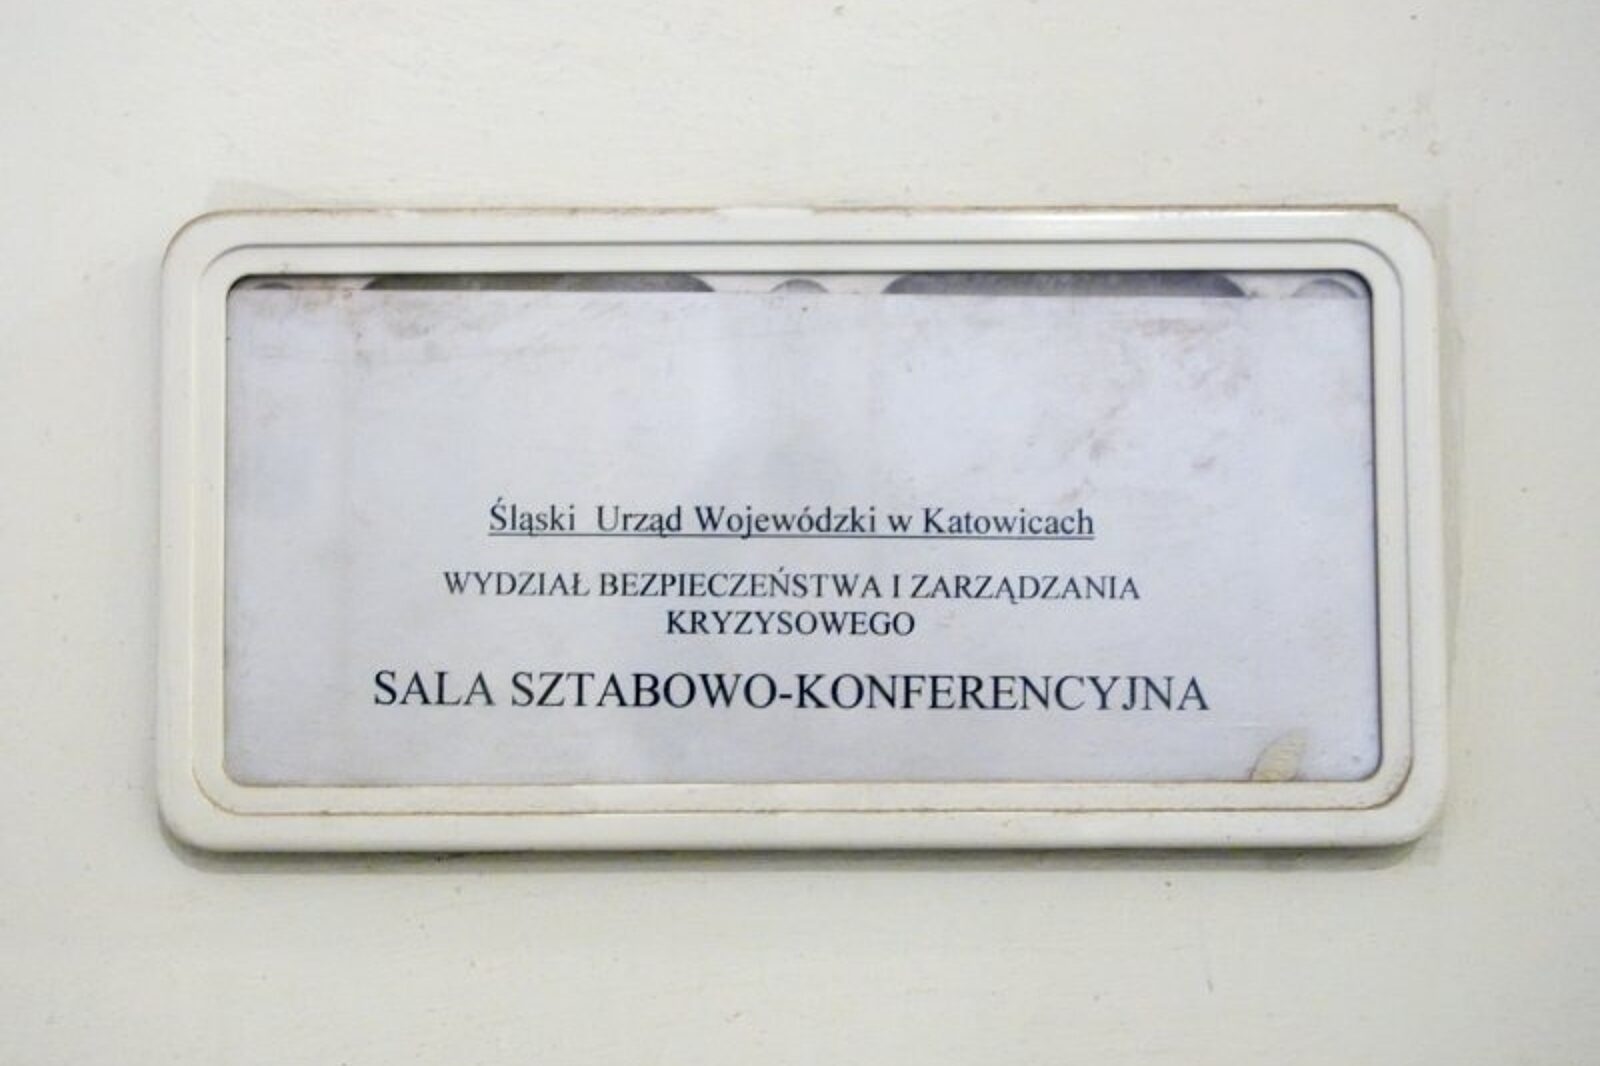 Śląski Urząd Wojewódzki w Katowicach
WYDZIAŁ BEZPIECZEŃSTWA I ZARZĄDZANIA
KRYZYSOWEGO
SALA SZTABOWO-KONFERENCYJNA